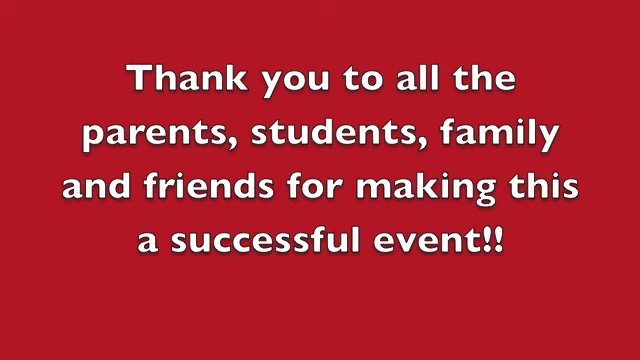 Thank you to all the
parents, students, family
and friends for making this
a successful event!!